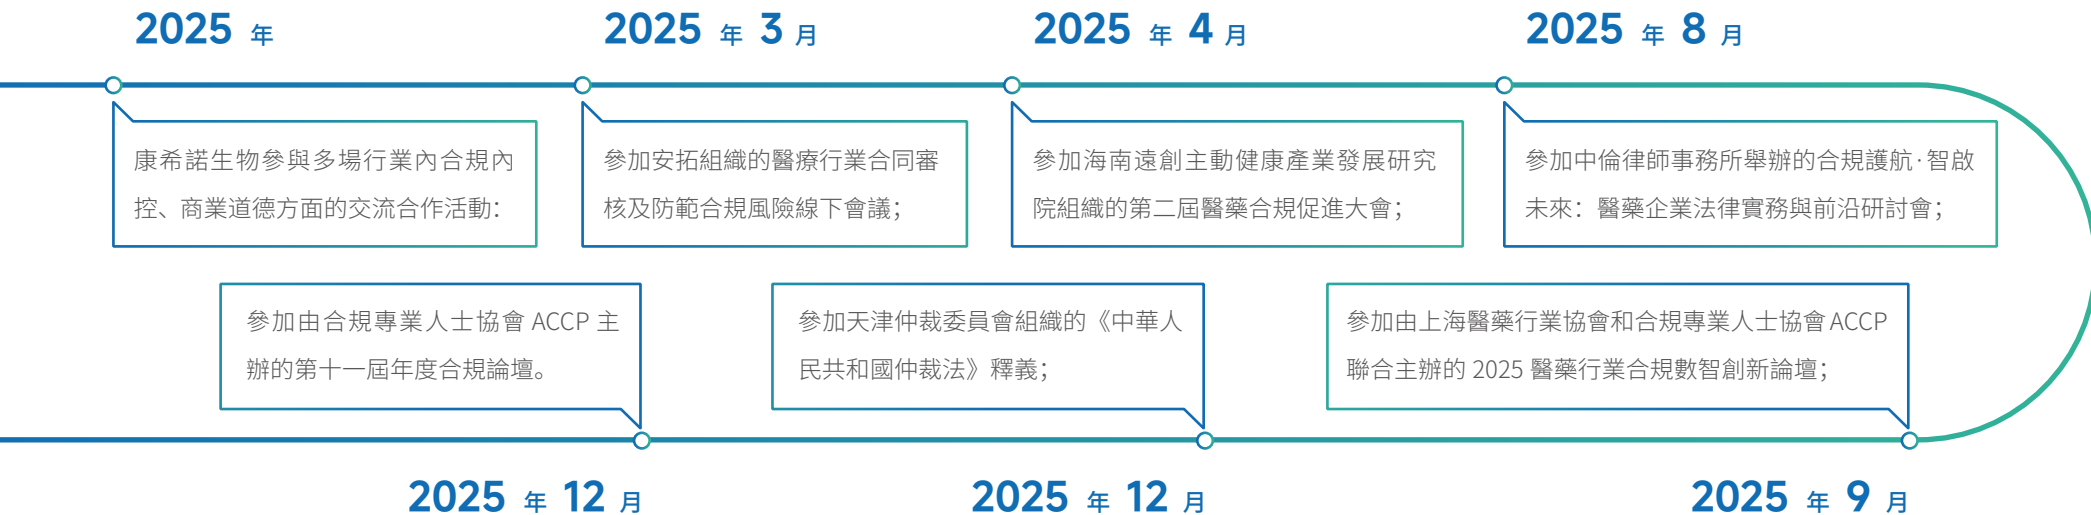 2025 年
康希諾生物參與多場行業內合規內
控、商業道德方面的交流合作活動：
2025 年 3 月
參加安拓組織的醫療行業合同審
核及防範合規風險線下會議；
2025 年 4 月
參加海南遠創主動健康產業發展研究
院組織的第二屆醫藥合規促進大會；
2025 年 8 月
參加中倫律師事務所舉辦的合規護航·智啟
未來：醫藥企業法律實務與前沿研討會；
參加由上海醫藥行業協會和合規專業人士協會 ACCP
聯合主辦的 2025 醫藥行業合規數智創新論壇；
2025 年 9 月
參加天津仲裁委員會組織的《中華人
民共和國仲裁法》釋義；
2025 年 12 月
參加由合規專業人士協會 ACCP 主
辦的第十一屆年度合規論壇。
2025 年 12 月